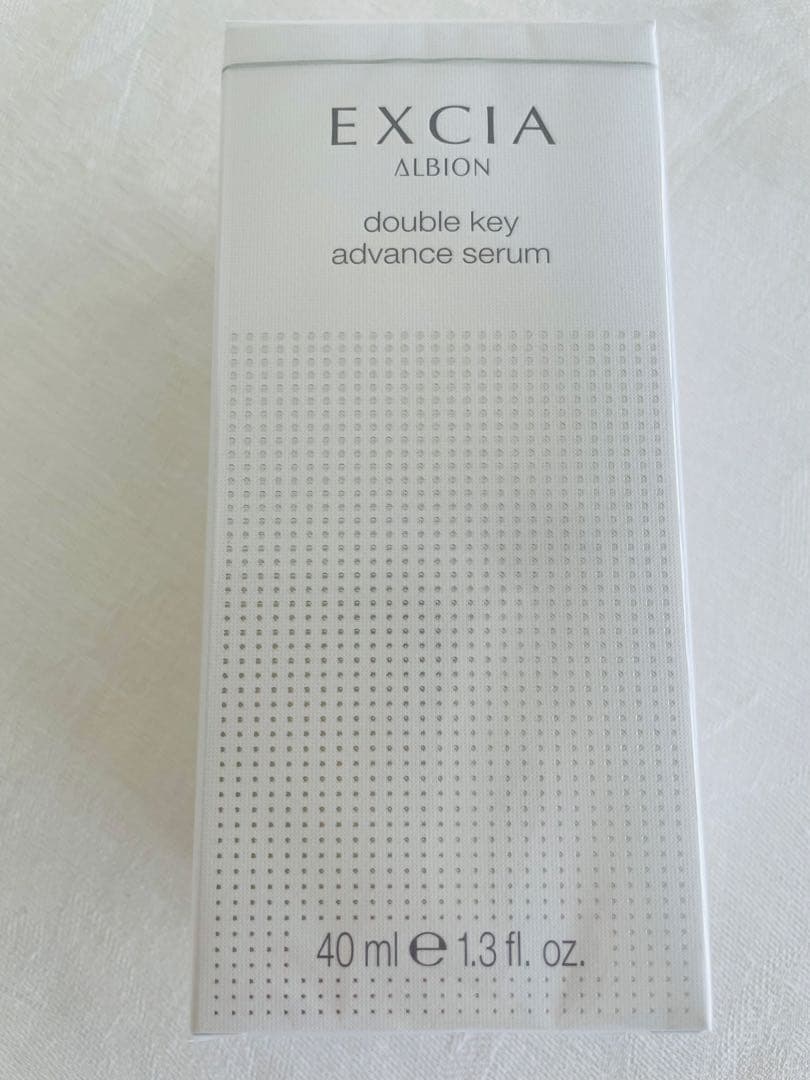 EXCIA
ALBION
double key
advance serum
40 ml ℮ 1.3 fl. oz.